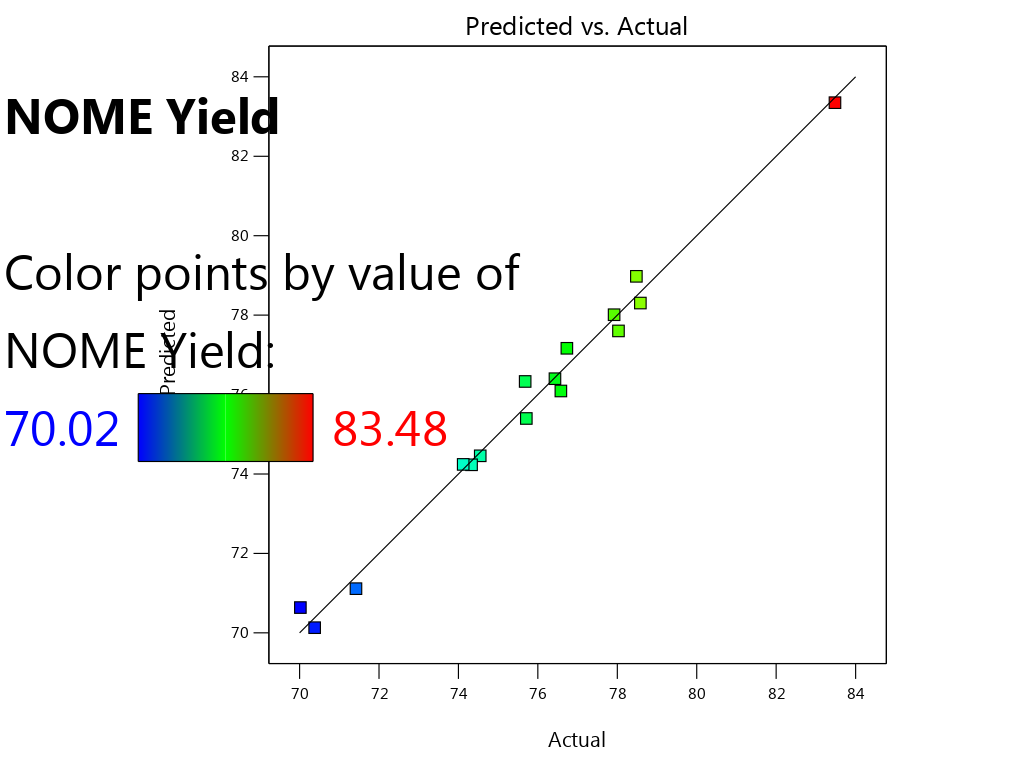 Predicted vs. Actual
NOME Yield
Color points by value of
NOME Yield:
70.02 83.48
Predicted
84
82
80
78
76
74
72
70
70 72 74 76 78 80 82 84
Actual